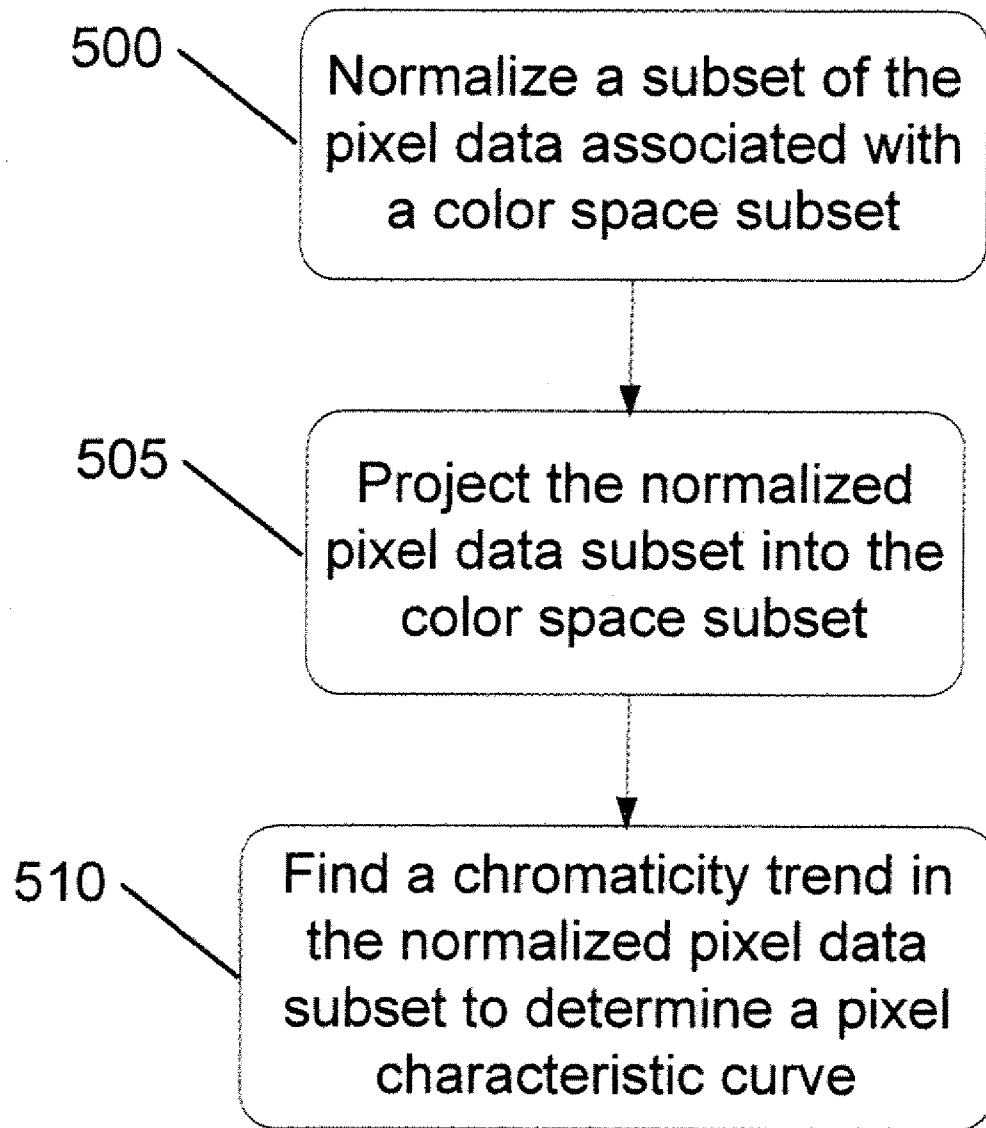 500
Normalize a subset of the
pixel data associated with
a color space subset
505
Project the normalized
pixel data subset into the
color space subset
510
Find a chromaticity trend in
the normalized pixel data
subset to determine a pixel
characteristic curve